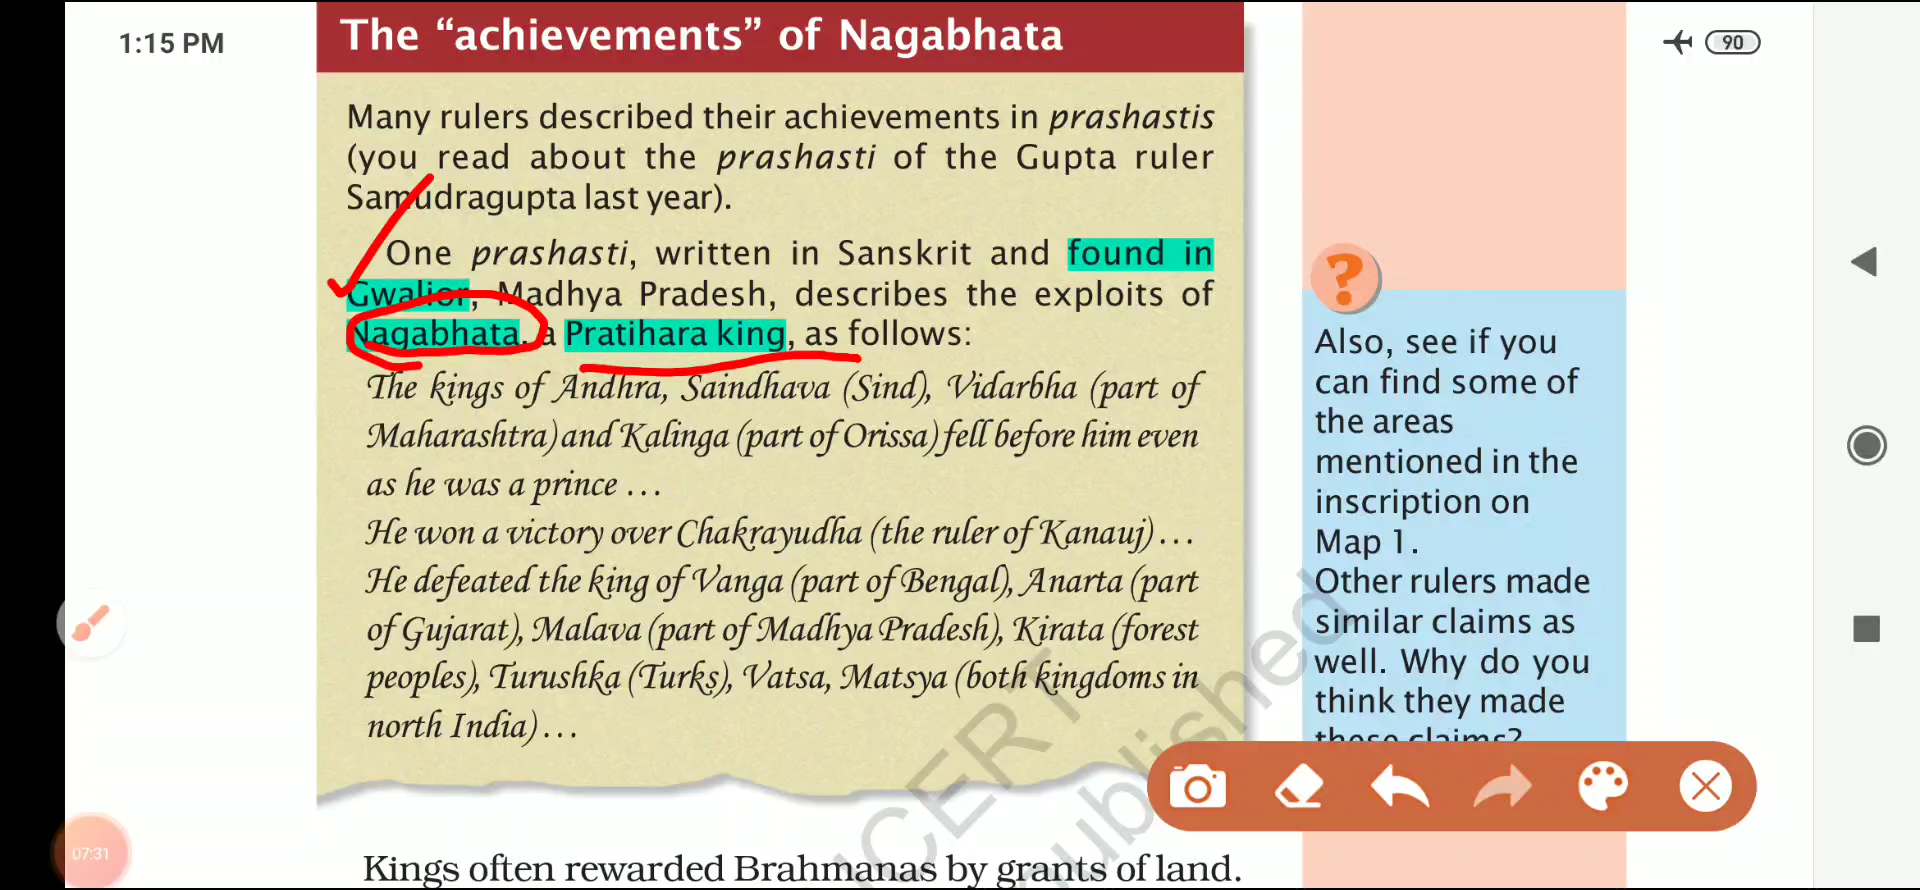 1:15 PM
90
The “achievements” of Nagabhata
Many rulers described their achievements in prashastis
(you read about the prashasti of the Gupta ruler
Samudragupta last year).
One prashasti, written in Sanskrit and found in
Gwalior, Madhya Pradesh, describes the exploits of
Nagabhata, a Pratihara king, as follows:
The kings of Andhra, Saindhava (Sind), Vidarbha (part of
Maharashtra) and Kalinga (part of Orissa) fell before him even
as he was a prince …
He won a victory over Chakrayudha (the ruler of Kanauj) …
He defeated the king of Vanga (part of Bengal), Anarta (part
of Gujarat), Malava (part of Madhya Pradesh), Kirata (forest
peoples), Turushka (Turks), Vatsa, Matsya (both kingdoms in
north India) …
?
Also, see if you
can find some of
the areas
mentioned in the
inscription on
Map 1.
Other rulers made
similar claims as
well. Why do you
think they made
these claims?
07:31
Kings often rewarded Brahmanas by grants of land.